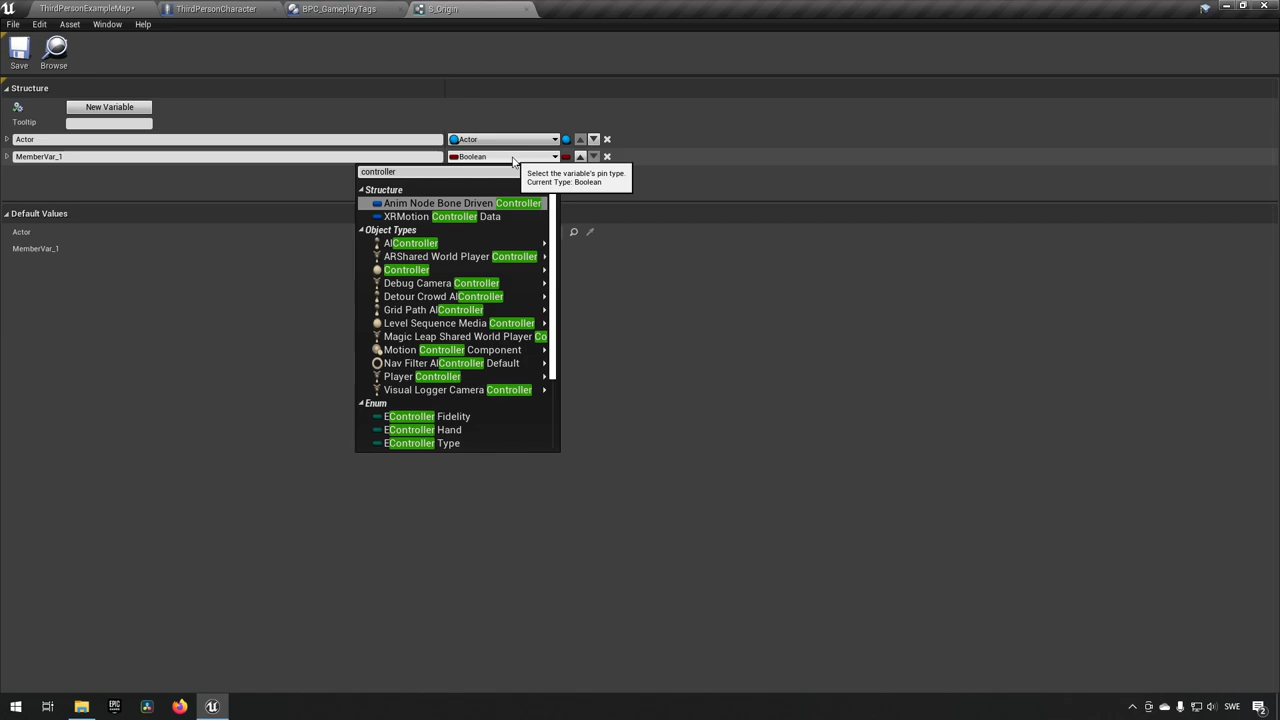 ThirdPersonExampleMap*
ThirdPersonCharacter
BPC_GameplayTags
S_Origin
File
Edit
Asset
Window
Help
Save
Browse
Structure
New Variable
Tooltip
Actor
Actor
MemberVar_1
Boolean
controller
Select the variable's pin type.
Current Type: Boolean
Structure
Anim Node Bone Driven Controller
XRMotion Controller Data
Object Types
AIController
ARShared World Player Controller
Controller
Debug Camera Controller
Detour Crowd AIController
Grid Path AIController
Level Sequence Media Controller
Magic Leap Shared World Player Co
Motion Controller Component
Nav Filter AIController Default
Player Controller
Visual Logger Camera Controller
Enum
EController Fidelity
EController Hand
EController Type
Default Values
Actor
MemberVar_1
EPIC
GAMES
SWE
2